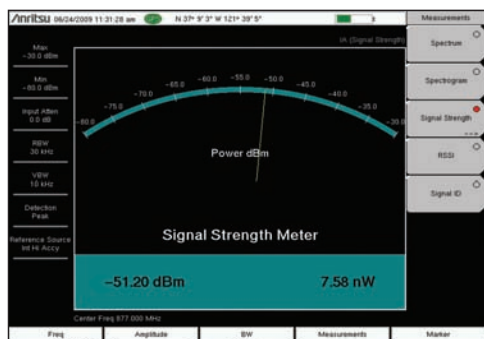 Anritsu 06/24/2009 11:31:28 am N 37° 9' 3" W 121° 39' 5"
Measurements
IA (Signal Strength)
Max
-30.0 dBm
Min
-80.0 dBm
Input Atten
0.0 dB
RBW
30 kHz
VBW
10 kHz
Detection
Peak
Reference Source
Int Hi Accy
-80.0
-75.0
-70.0
-65.0
-60.0
-55.0
-50.0
-45.0
-40.0
-35.0
-30.0
Power dBm
Signal Strength Meter
-51.20 dBm 7.58 nW
Center Freq 877.000 MHz
Spectrum
Spectrogram
Signal Strength
--->
RSSI
Signal ID
Freq Amplitude BW Measurements Marker